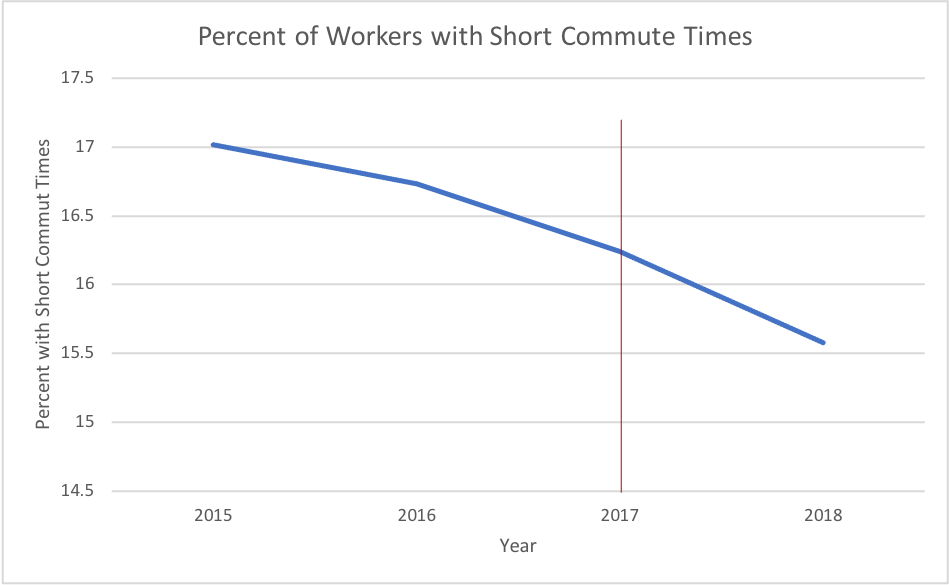 Percent of Workers with Short Commute Times
17.5
17
16.5
16
15.5
15
14.5
Percent with Short Commut Times
2015 2016 2017 2018
Year